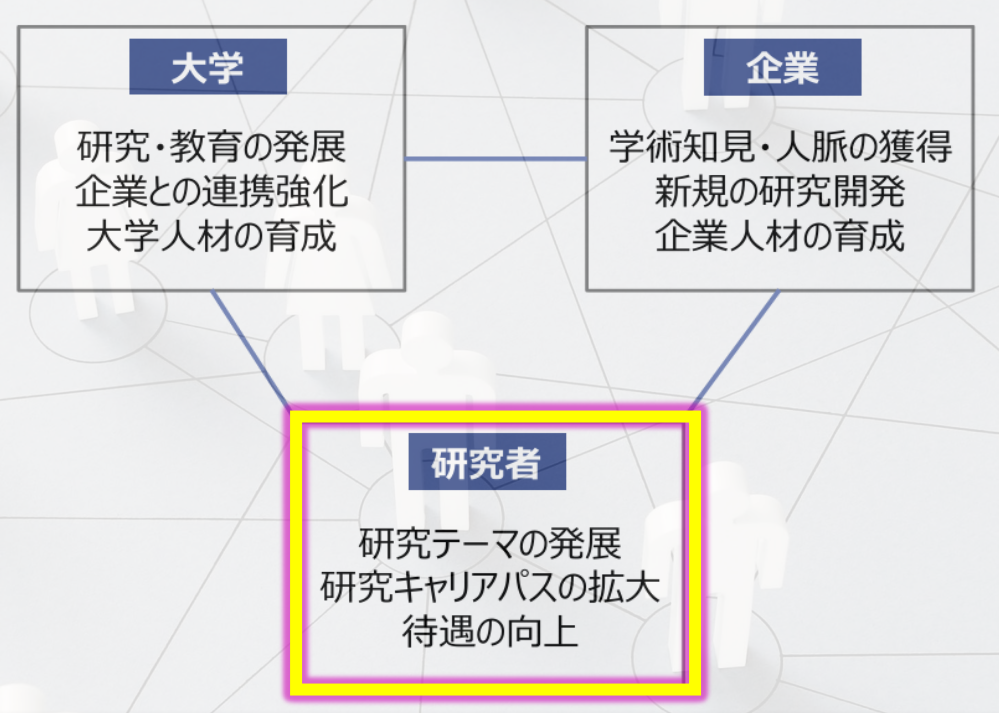 大学
研究・教育の発展
企業との連携強化
大学人材の育成
企業
学術知見・人脈の獲得
新規の研究開発
企業人材の育成
研究者
研究テーマの発展
研究キャリアパスの拡大
待遇の向上